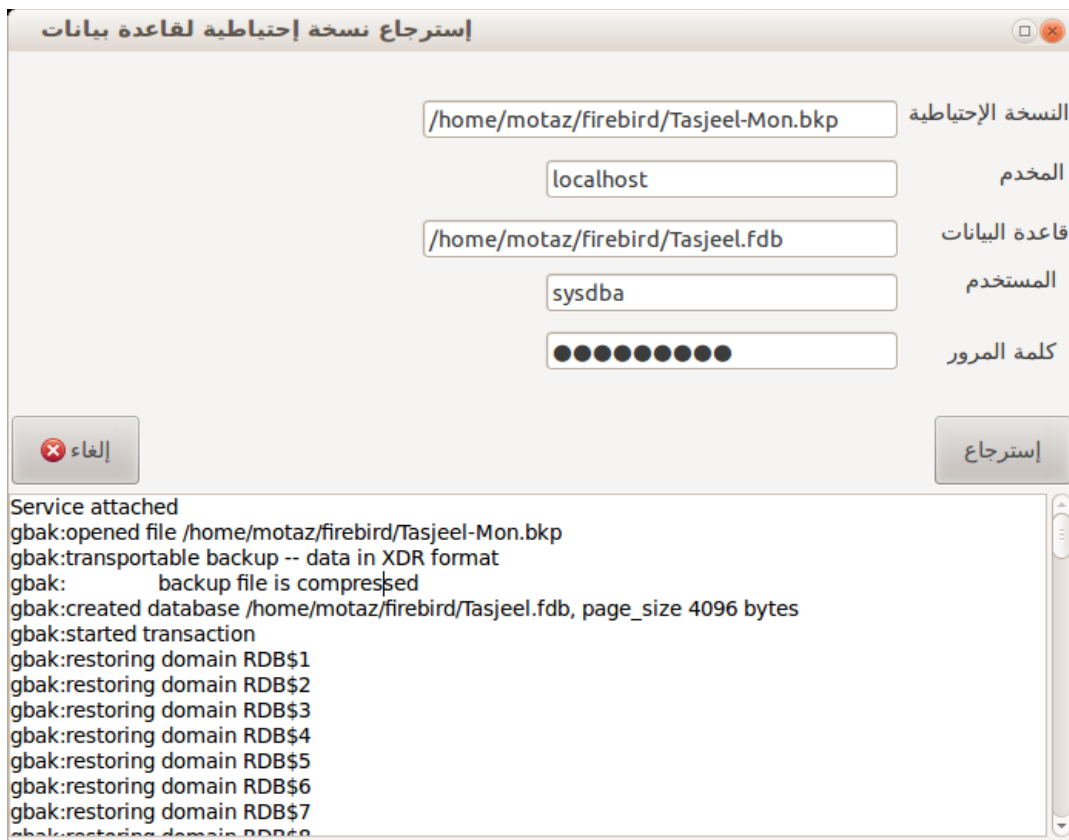 إسترجاع نسخة إحتياطية لقاعدة بيانات
النسخة الإحتياطية /home/motaz/firebird/Tasjeel-Mon.bkp
المخدم localhost
قاعدة البيانات /home/motaz/firebird/Tasjeel.fdb
المستخدم sysdba
كلمة المرور ●●●●●●●●●
إسترجاع إلغاء
Service attached
gbak:opened file /home/motaz/firebird/Tasjeel-Mon.bkp
gbak:transportable backup -- data in XDR format
gbak: backup file is compressed
gbak:created database /home/motaz/firebird/Tasjeel.fdb, page_size 4096 bytes
gbak:started transaction
gbak:restoring domain RDB$1
gbak:restoring domain RDB$2
gbak:restoring domain RDB$3
gbak:restoring domain RDB$4
gbak:restoring domain RDB$5
gbak:restoring domain RDB$6
gbak:restoring domain RDB$7
gbak:restoring domain RDB$8